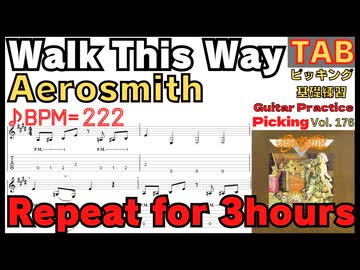 Walk This Way
TAB
Aerosmith
ピッキング
基礎練習
♪BPM=222
Guitar Practice
Picking Vol. 176
P.M.
P.M.
Repeat for 3hours